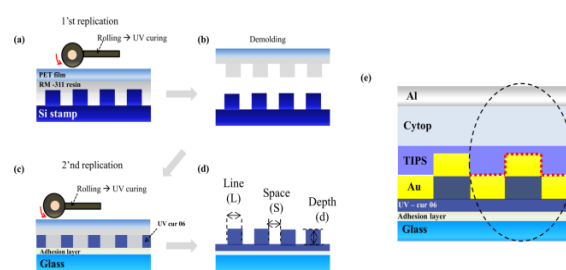 1'st replication
(a)
Rolling → UV curing
PET film
RM -311 resin
Si stamp
(b)
Demolding
2'nd replication
(c)
Rolling → UV curing
UV cur 06
Adhesion layer
Glass
(d)
Line
(L)
Space
(S)
Depth
(d)
(e)
Al
Cytop
TIPS
Au
UV – cur 06
Adhesion layer
Glass